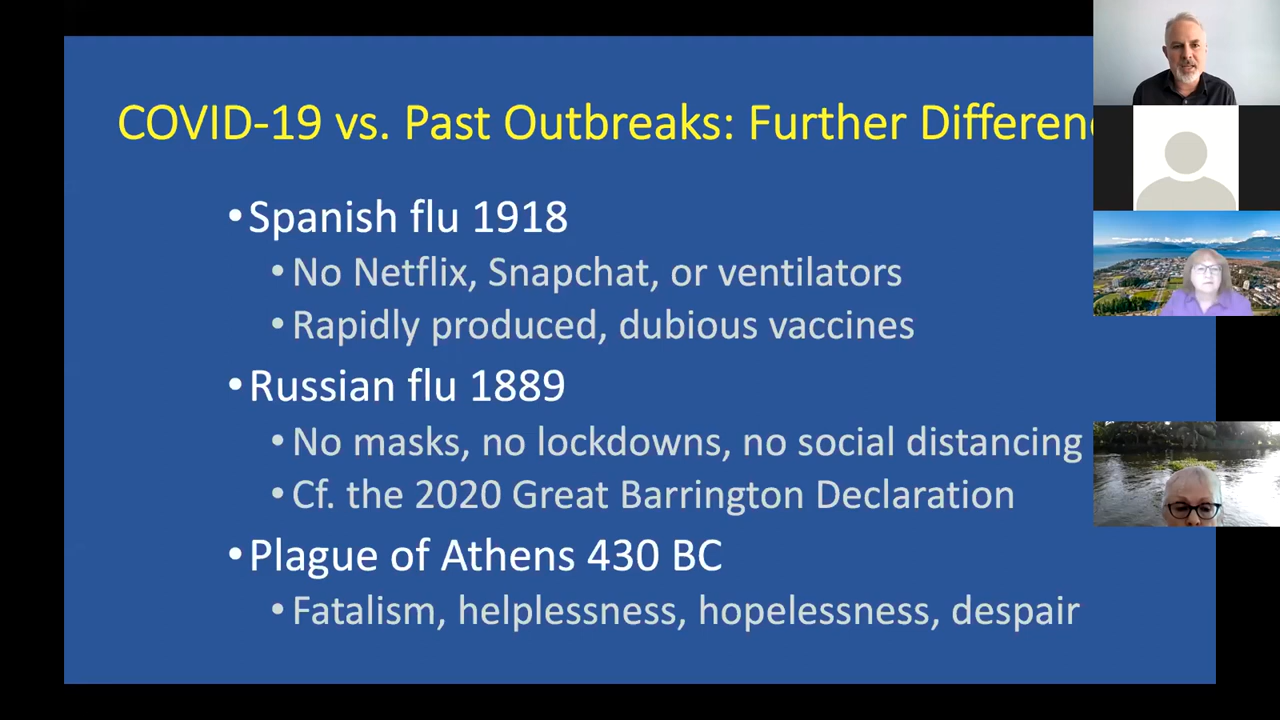 COVID-19 vs. Past Outbreaks: Further Differen
• Spanish flu 1918
• No Netflix, Snapchat, or ventilators
• Rapidly produced, dubious vaccines
• Russian flu 1889
• No masks, no lockdowns, no social distancing
• Cf. the 2020 Great Barrington Declaration
• Plague of Athens 430 BC
• Fatalism, helplessness, hopelessness, despair